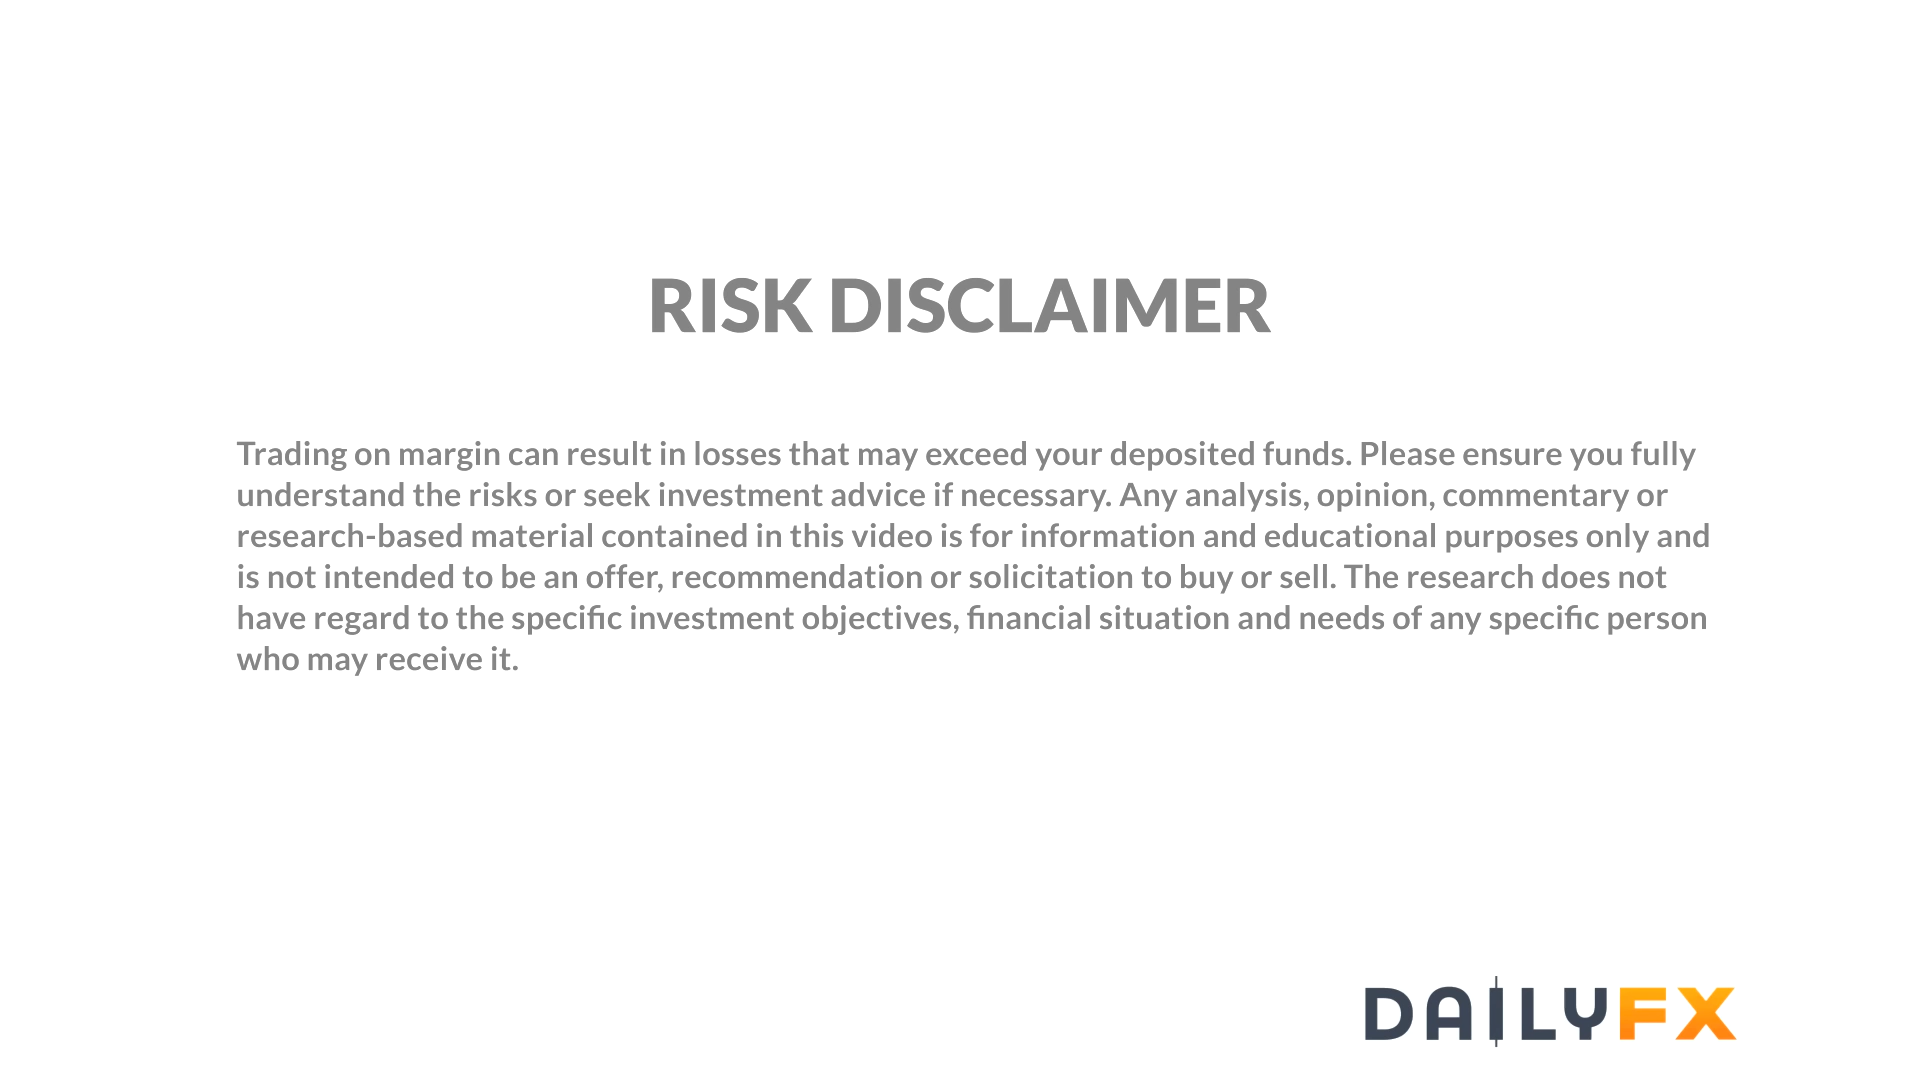 RISK DISCLAIMER
Trading on margin can result in losses that may exceed your deposited funds. Please ensure you fully
understand the risks or seek investment advice if necessary. Any analysis, opinion, commentary or
research-based material contained in this video is for information and educational purposes only and
is not intended to be an offer, recommendation or solicitation to buy or sell. The research does not
have regard to the specific investment objectives, financial situation and needs of any specific person
who may receive it.
DAILYFX